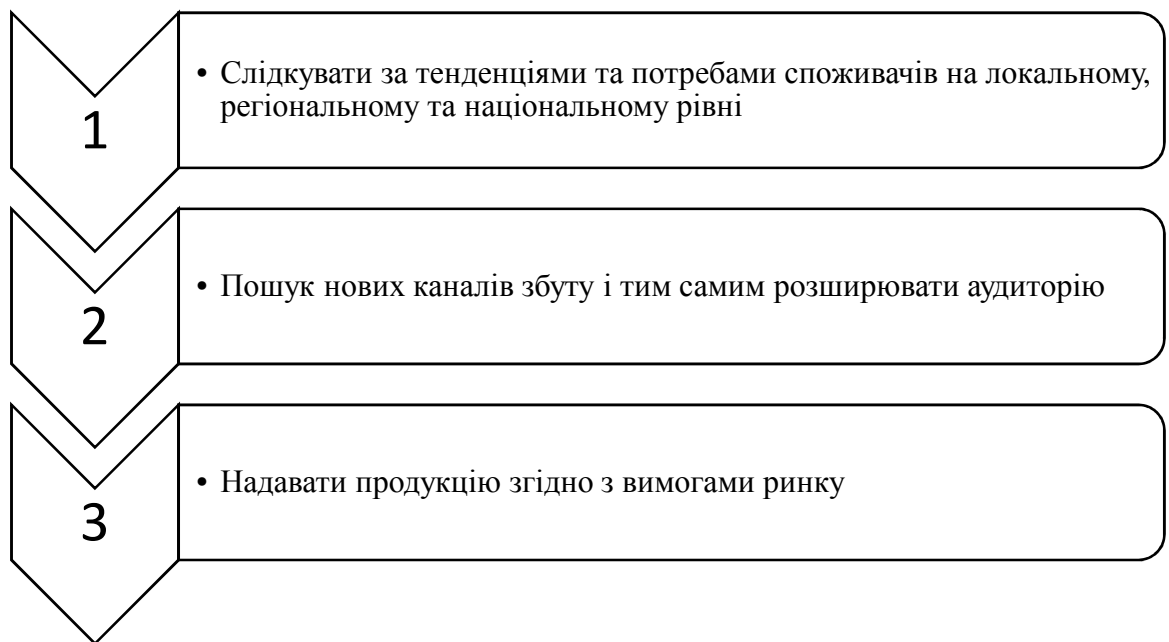 1
• Слідкувати за тенденціями та потребами споживачів на локальному,
регіональному та національному рівні
2
• Пошук нових каналів збуту і тим самим розширювати аудиторію
3
• Надавати продукцію згідно з вимогами ринку